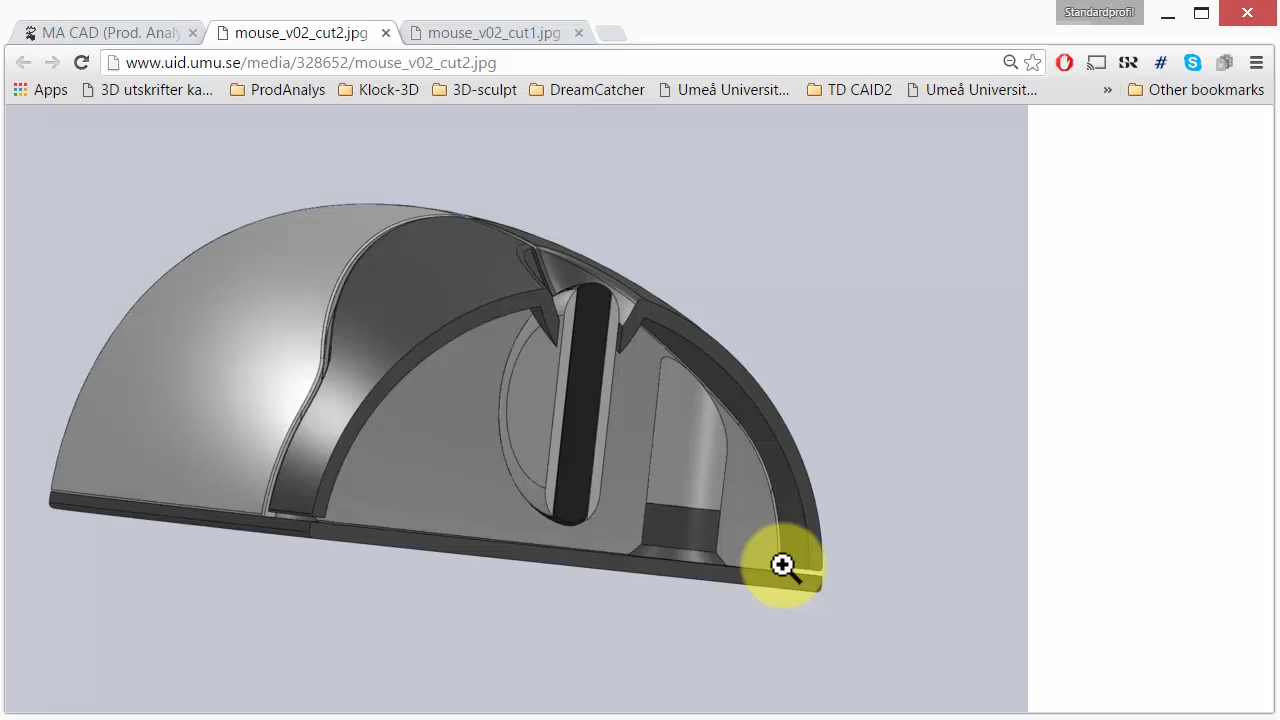 Standardprofil
MA CAD (Prod. Analy
mouse_v02_cut2.jpg
mouse_v02_cut1.jpg
www.uid.umu.se/media/328652/mouse_v02_cut2.jpg
Apps
3D utskrifter ka...
ProdAnalys
Klock-3D
3D-sculpt
DreamCatcher
Umeå Universit...
TD CAID2
Umeå Universit...
»
Other bookmarks